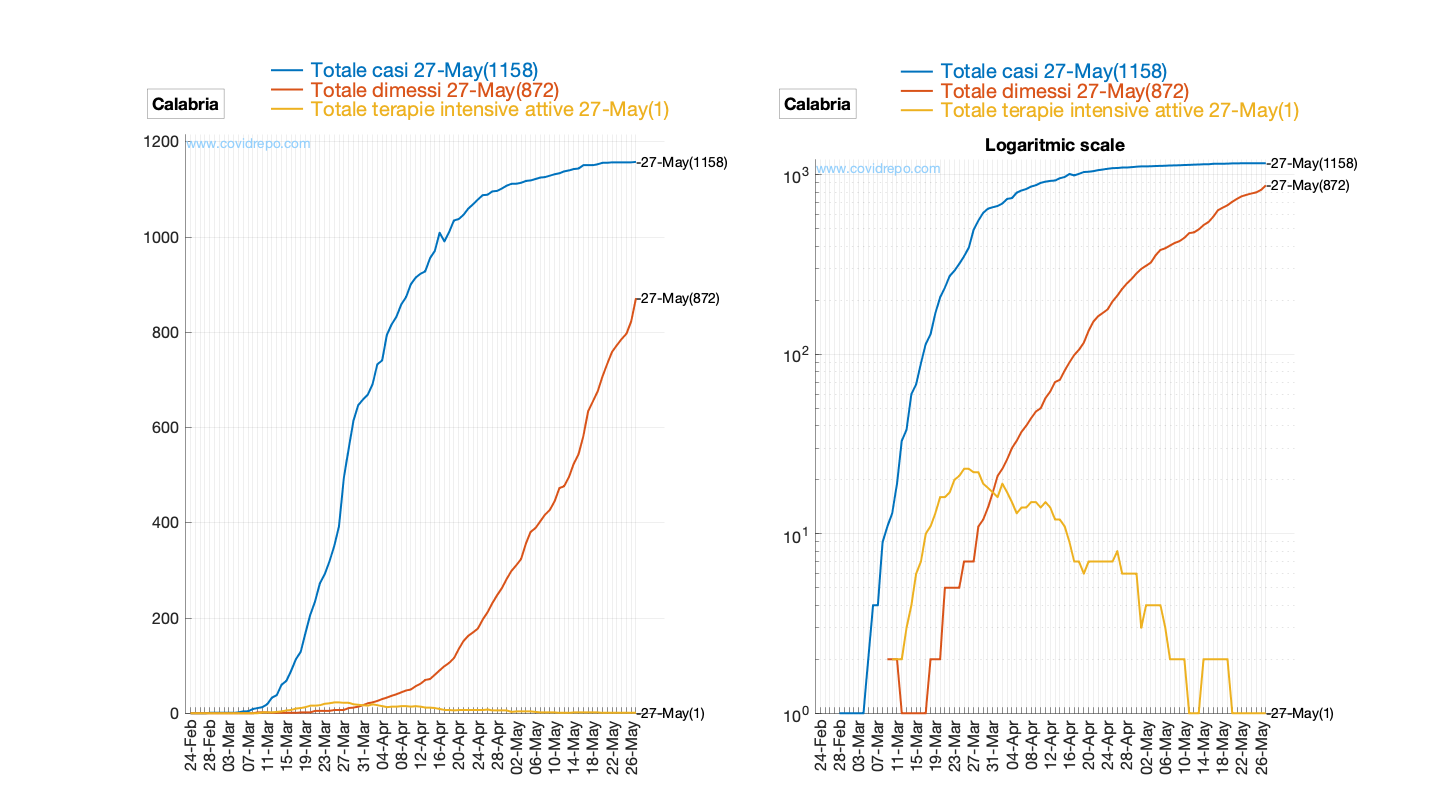 Totale casi 27-May(1158)
Totale dimessi 27-May(872)
Totale terapie intensive attive 27-May(1)
Calabria
www.covidrepo.com
1200
1000
800
600
400
200
0
-27-May(1158)
-27-May(872)
-27-May(1)
24-Feb
28-Feb
03-Mar
07-Mar
11-Mar
15-Mar
19-Mar
23-Mar
27-Mar
31-Mar
04-Apr
08-Apr
12-Apr
16-Apr
20-Apr
24-Apr
28-Apr
02-May
06-May
10-May
14-May
18-May
22-May
26-May
Totale casi 27-May(1158)
Totale dimessi 27-May(872)
Totale terapie intensive attive 27-May(1)
Calabria
Logaritmic scale
www.covidrepo.com
10^3
10^2
10^1
10^0
-27-May(1158)
-27-May(872)
-27-May(1)
24-Feb
28-Feb
03-Mar
07-Mar
11-Mar
15-Mar
19-Mar
23-Mar
27-Mar
31-Mar
04-Apr
08-Apr
12-Apr
16-Apr
20-Apr
24-Apr
28-Apr
02-May
06-May
10-May
14-May
18-May
22-May
26-May